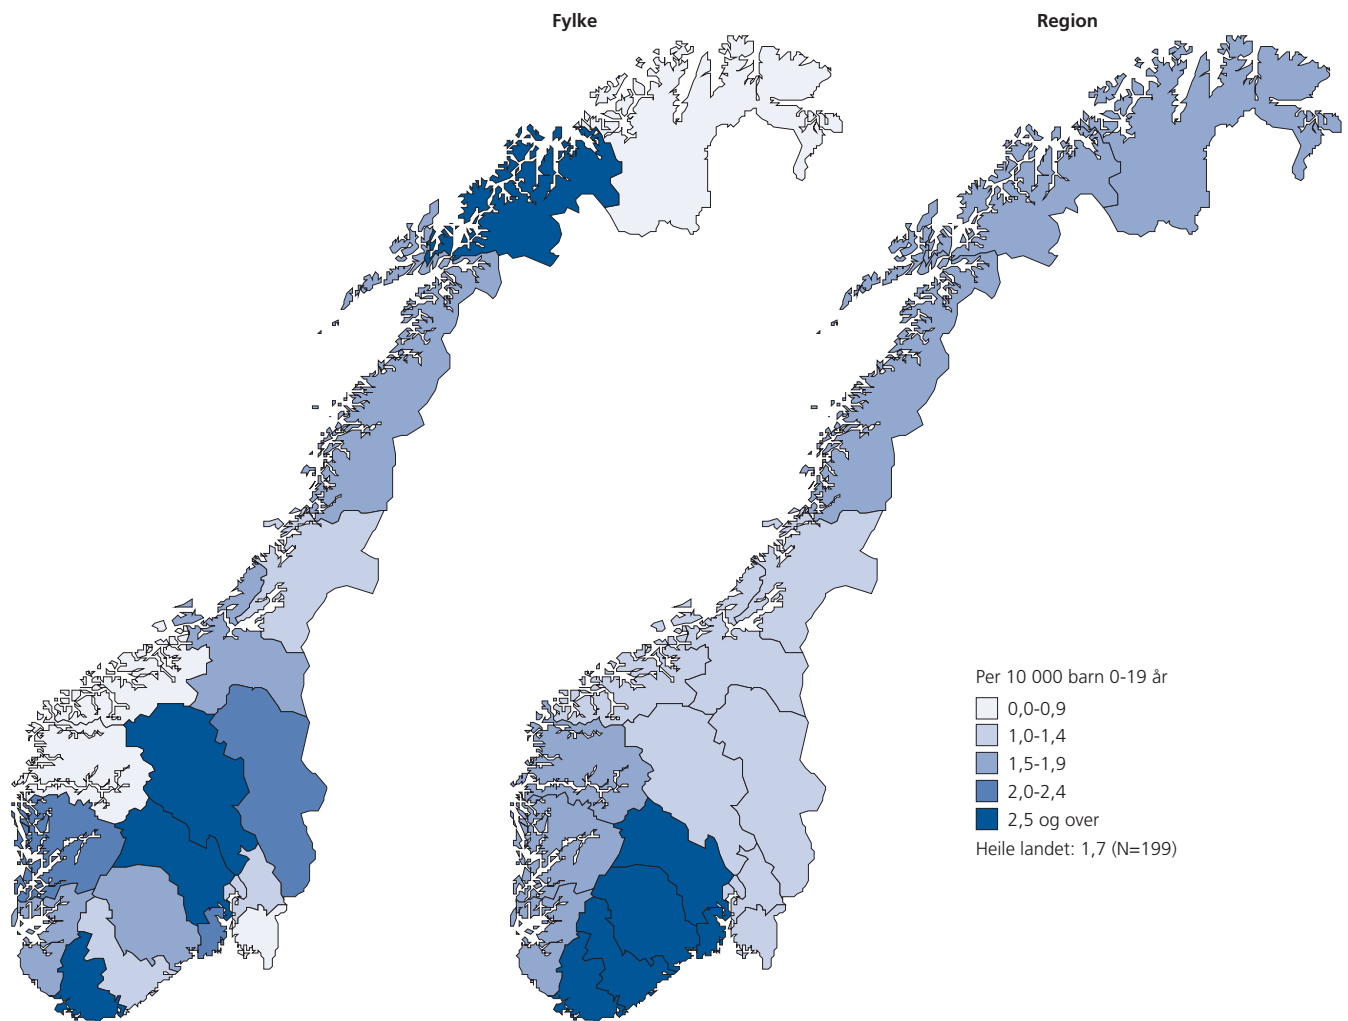 Fylke
Region
Per 10 000 barn 0-19 år
0,0-0,9
1,0-1,4
1,5-1,9
2,0-2,4
2,5 og over
Heile landet: 1,7 (N=199)